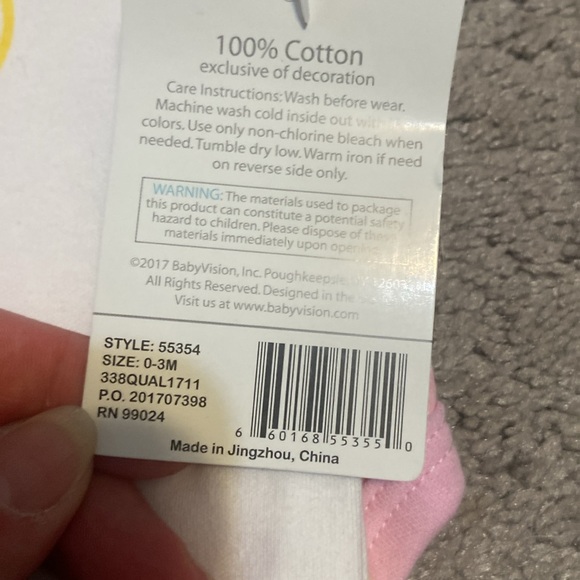 100% Cotton
exclusive of decoration
Care Instructions: Wash before wear.
Machine wash cold inside out
colors. Use only non-chlorine bleach when
needed. Tumble dry low. Warm iron if need
on reverse side only.
WARNING: The materials used to package
this product can constitute a potential safety
hazard to children. Please dispose of
materials immediately upon
©2017 BabyVision, Inc. Poughkeepsie,
All Rights Reserved. Designed in the
Visit us at www.babyvision.com
STYLE: 55354
SIZE: 0-3M
338QUAL1711
P.O. 201707398
RN 99024
6 60168 55355 0
Made in Jingzhou, China